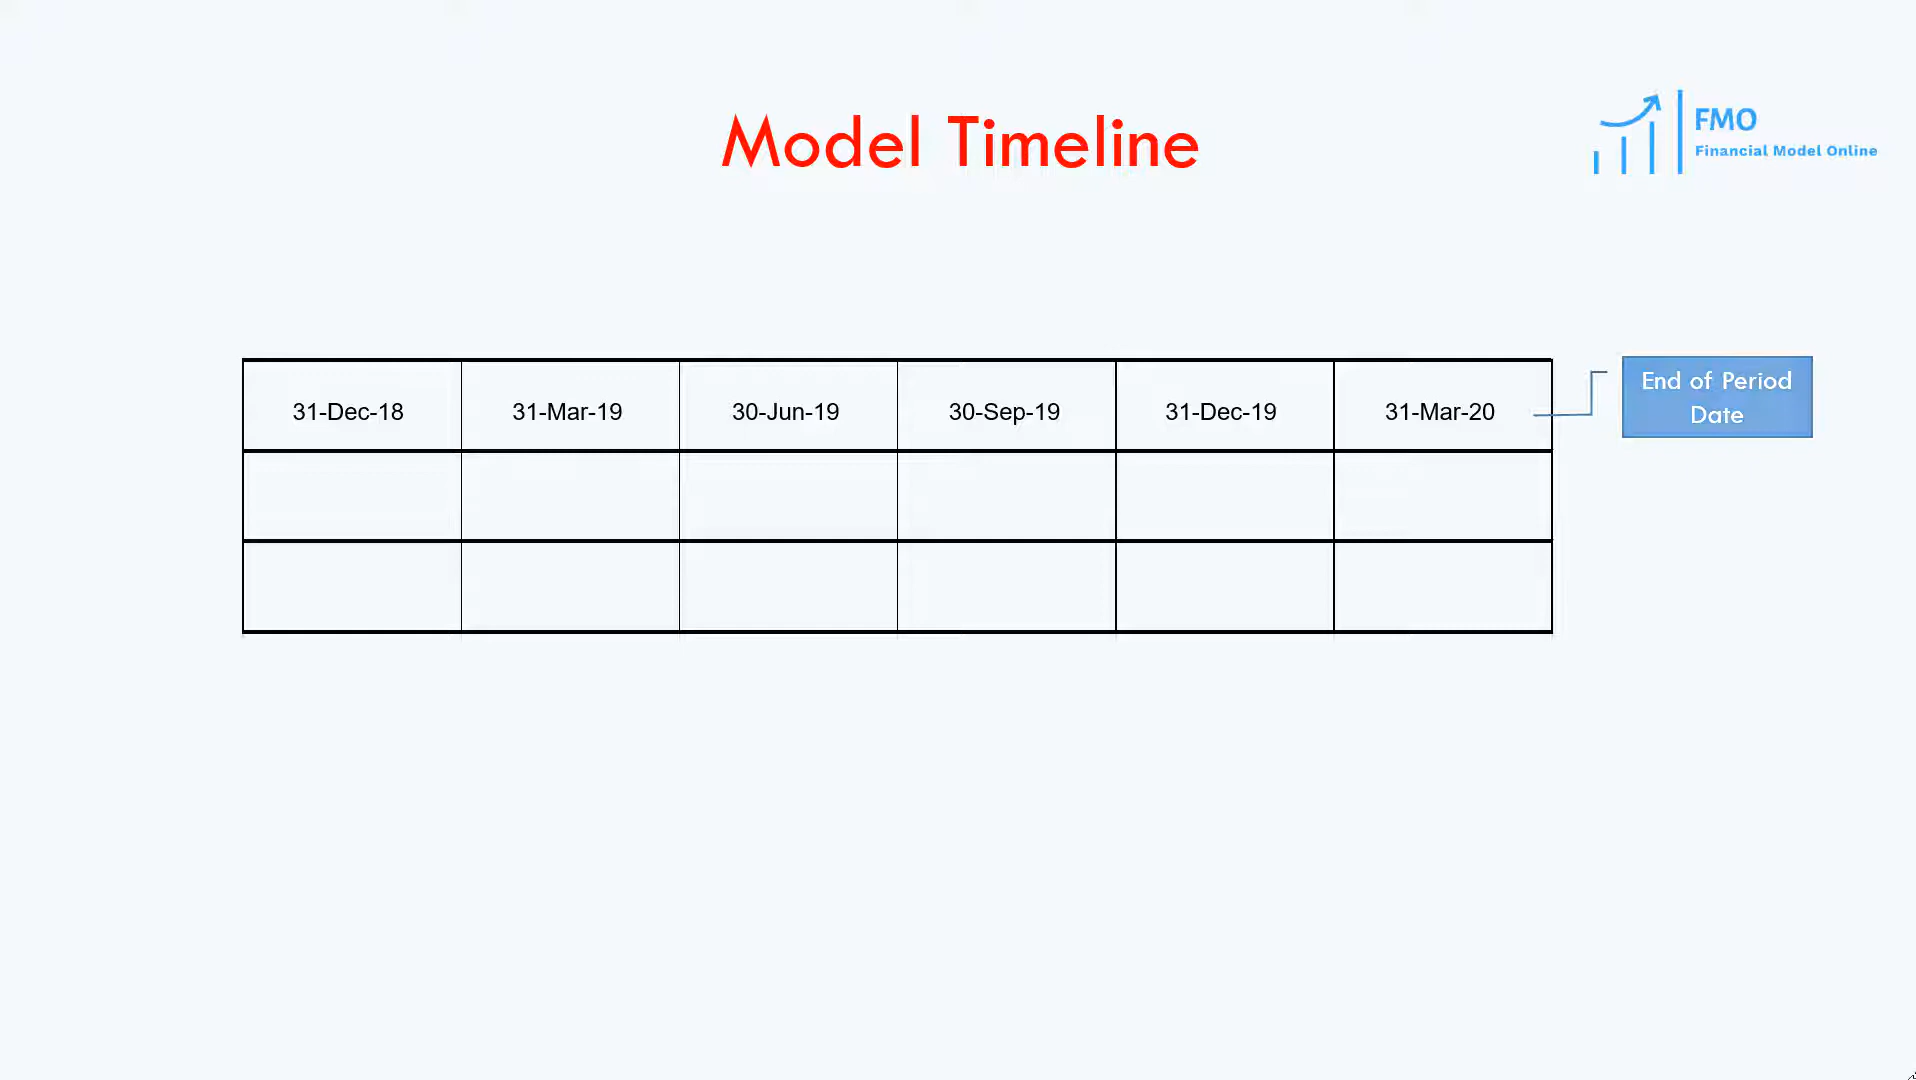 Model Timeline
FMO
Financial Model Online
31-Dec-18 31-Mar-19 30-Jun-19 30-Sep-19 31-Dec-19 31-Mar-20
End of Period
Date